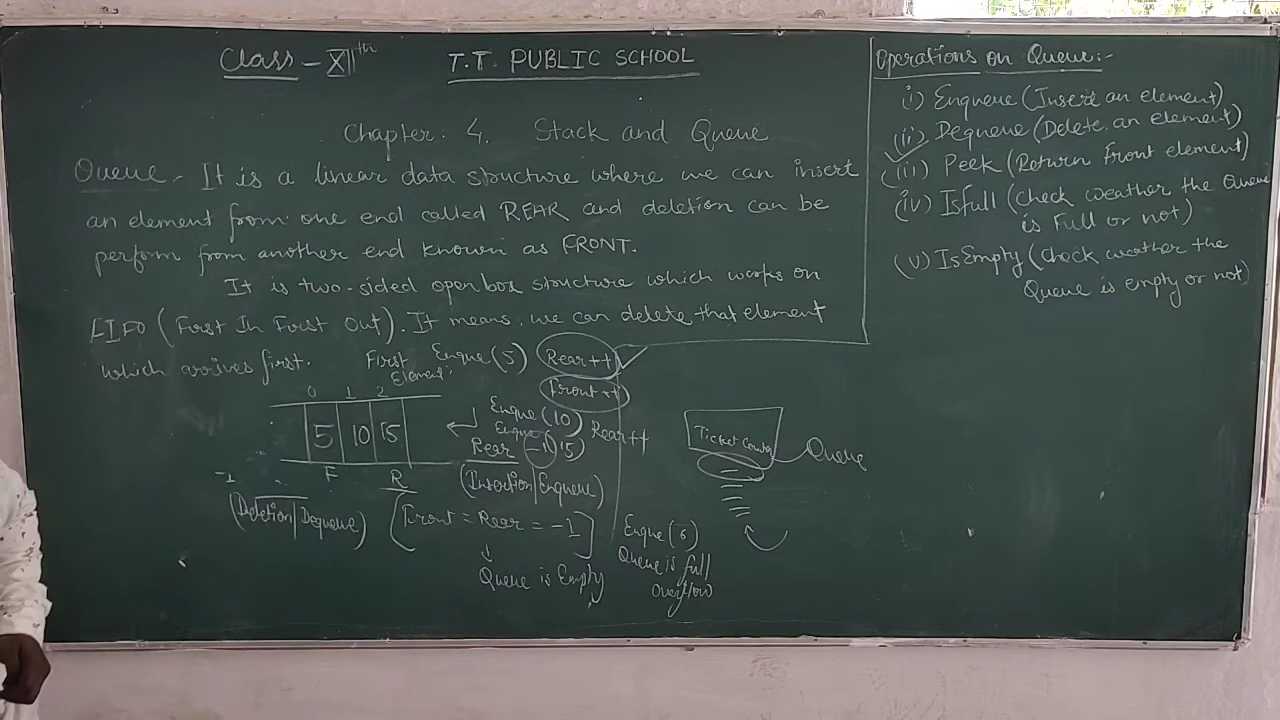 Class - XIIth
T.T. PUBLIC SCHOOL
Chapter: 4. Stack and Queue
Queue - It is a linear data structure where we can insert
an element from one end called REAR and deletion can be
perform from another end known as FRONT.
It is two-sided open box structure which works on
FIFO (First In First Out). It means, we can delete that element
which arrives first.
First Element:
Enque(5) Rear++
Front++
0 1 2
5 10 15
F R
Enque(10)
Enque(15) Rear++
Rear -1
(Insertion/Enqueue)
-1
(Deletion/Dequeue)
[Front = Rear = -1]
↓
Queue is Empty
Enque(6)
Queue is full
overflow
Ticket Counter
Queue
Operations on Queue:-
(i) Enqueue (Insert an element)
(ii) Dequeue (Delete an element)
(iii) Peek (Return Front element)
(iv) Isfull (Check weather the Queue
is Full or not)
(v) IsEmpty (Check weather the
Queue is empty or not)